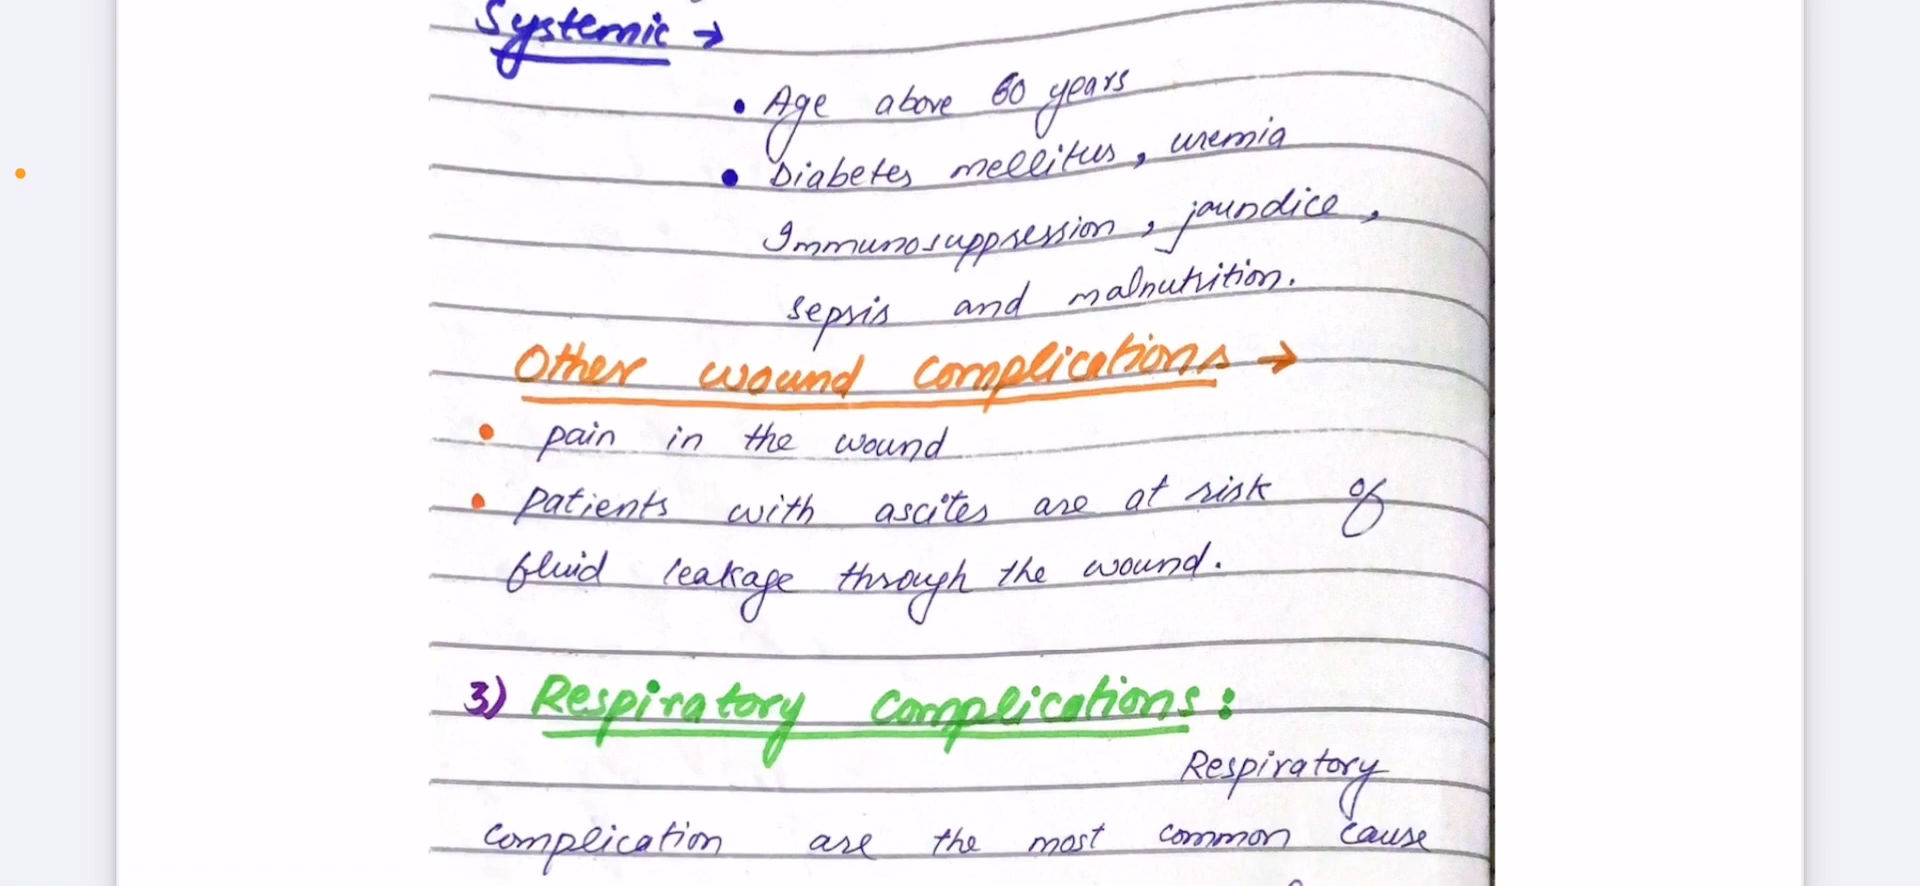 Systemic →
• Age above 60 years
• Diabetes mellitus, uremia
Immunosuppression, jaundice,
sepsis and malnutrition.
Other wound complications →
• pain in the wound
• patients with ascites are at risk of
fluid leakage through the wound.
3) Respiratory complications:
Respiratory
complication are the most common cause